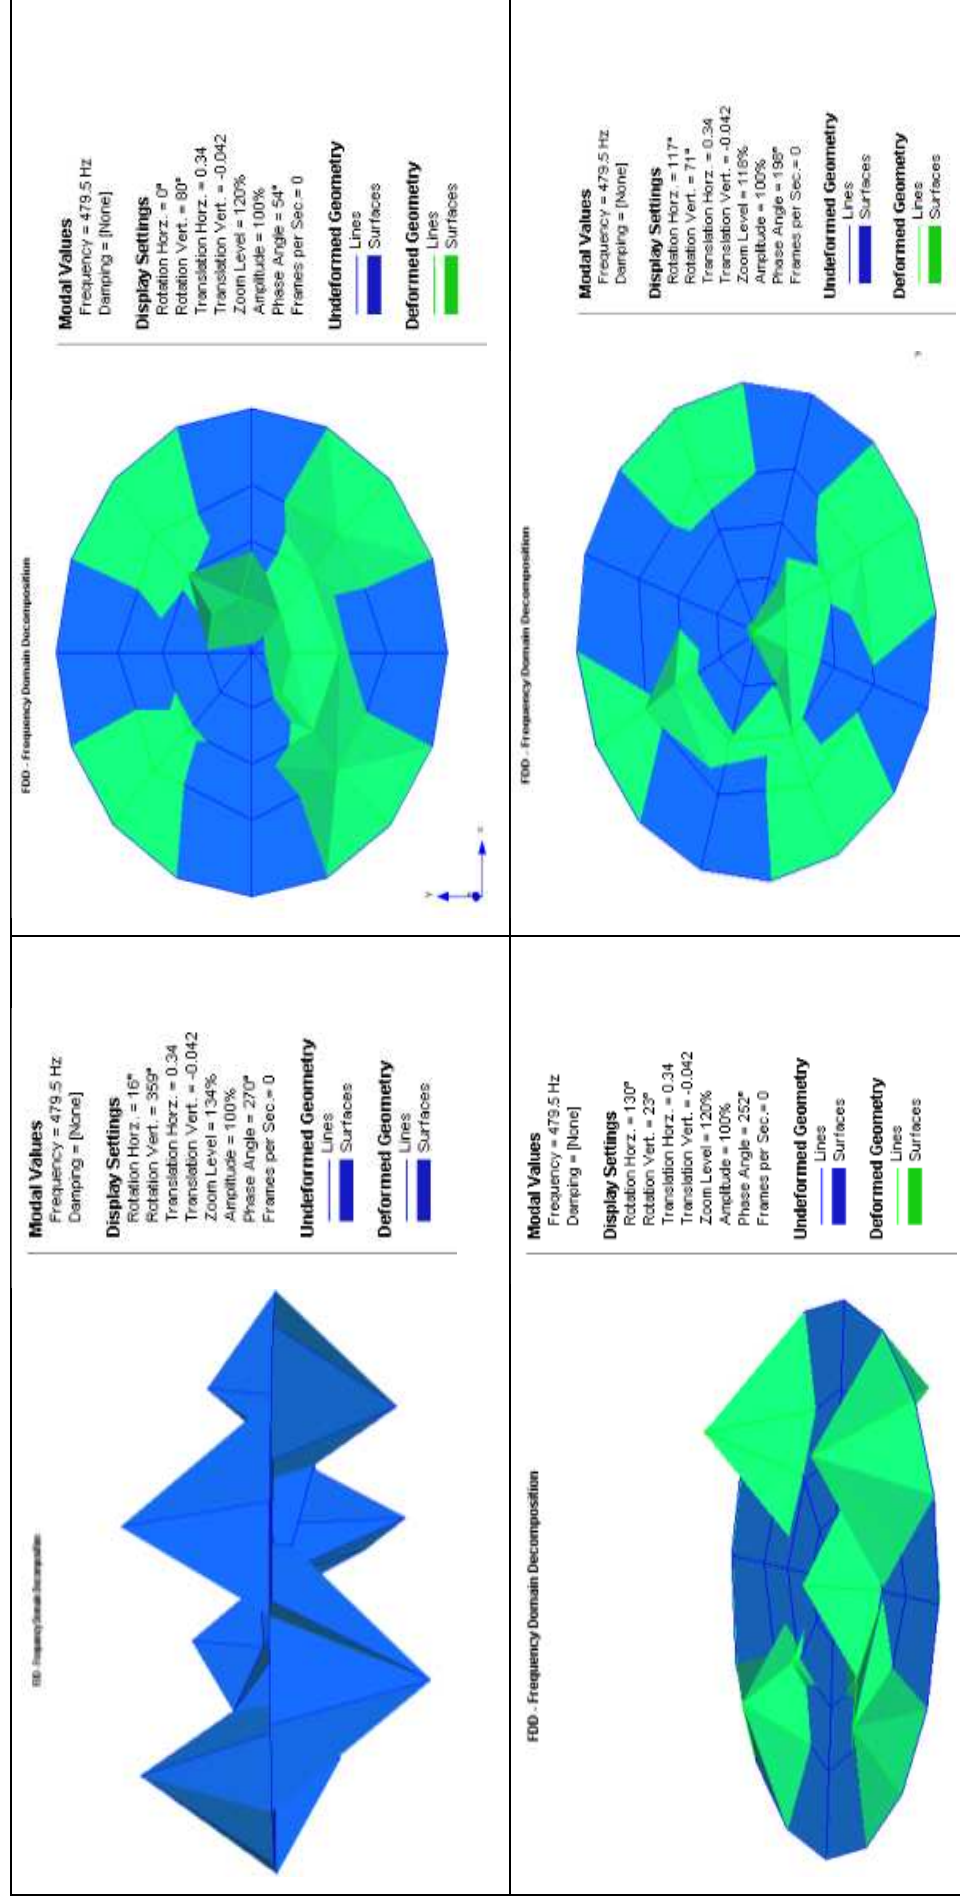 FDD - Frequency Domain Decomposition
Modal Values
Frequency = 479.5 Hz
Damping = [None]
Display Settings
Rotation Horz. = 16°
Rotation Vert. = 359°
Translation Horz. = 0.34
Translation Vert. = -0.042
Zoom Level = 134%
Amplitude = 100%
Phase Angle = 270°
Frames per Sec.= 0
Undeformed Geometry
Lines
Surfaces
Deformed Geometry
Lines
Surfaces
FDD - Frequency Domain Decomposition
Modal Values
Frequency = 479.5 Hz
Damping = [None]
Display Settings
Rotation Horz. = 0°
Rotation Vert. = 80°
Translation Horz. = 0.34
Translation Vert. = -0.042
Zoom Level = 120%
Amplitude = 100%
Phase Angle = 54°
Frames per Sec.= 0
Undeformed Geometry
Lines
Surfaces
Deformed Geometry
Lines
Surfaces
Y
X
FDD - Frequency Domain Decomposition
Modal Values
Frequency = 479.5 Hz
Damping = [None]
Display Settings
Rotation Horz. = 130°
Rotation Vert. = 23°
Translation Horz. = 0.34
Translation Vert. = -0.042
Zoom Level = 120%
Amplitude = 100%
Phase Angle = 252°
Frames per Sec.= 0
Undeformed Geometry
Lines
Surfaces
Deformed Geometry
Lines
Surfaces
FDD - Frequency Domain Decomposition
Modal Values
Frequency = 479.5 Hz
Damping = [None]
Display Settings
Rotation Horz. = 117°
Rotation Vert. = 71°
Translation Horz. = 0.34
Translation Vert. = -0.042
Zoom Level = 118%
Amplitude = 100%
Phase Angle = 198°
Frames per Sec.= 0
Undeformed Geometry
Lines
Surfaces
Deformed Geometry
Lines
Surfaces